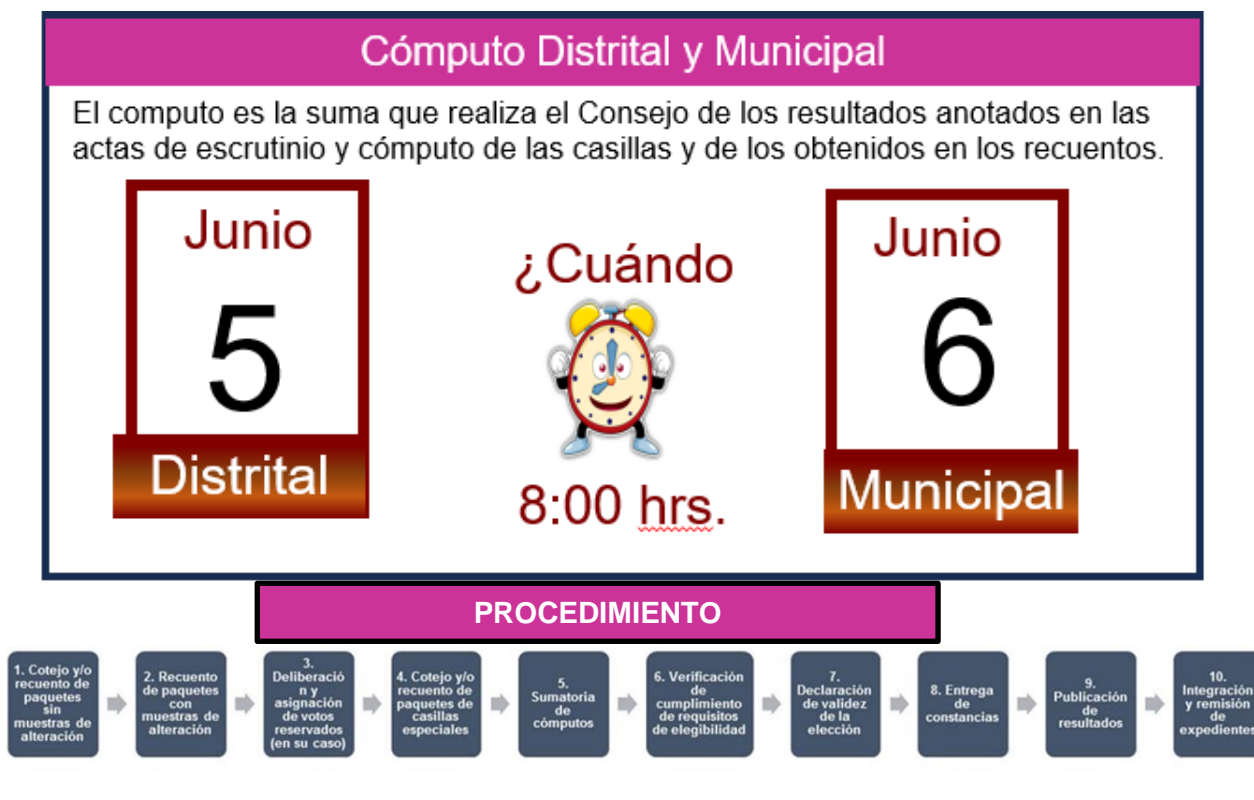 Cómputo Distrital y Municipal
El computo es la suma que realiza el Consejo de los resultados anotados en las
actas de escrutinio y cómputo de las casillas y de los obtenidos en los recuentos.
Junio
5
Distrital
¿Cuándo
8:00 hrs.
Junio
6
Municipal
PROCEDIMIENTO
1. Cotejo y/o
recuento de
paquetes
sin
muestras de
alteración
2. Recuento
de paquetes
con
muestras de
alteración
3.
Deliberació
n y
asignación
de votos
reservados
(en su caso)
4. Cotejo y/o
recuento de
paquetes de
casillas
especiales
5.
Sumatoria
de
cómputos
6. Verificación
de
cumplimiento
de requisitos
de elegebilidad
7.
Declaración
de validez
de la
elección
8. Entrega
de
constancias
9.
Publicación
de
resultados
10.
Integración
y remisión
de
expedientes